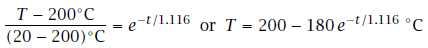 T − 200°C / (20 − 200)°C = e^−t/1.116 or T = 200 − 180 e^−t/1.116 °C